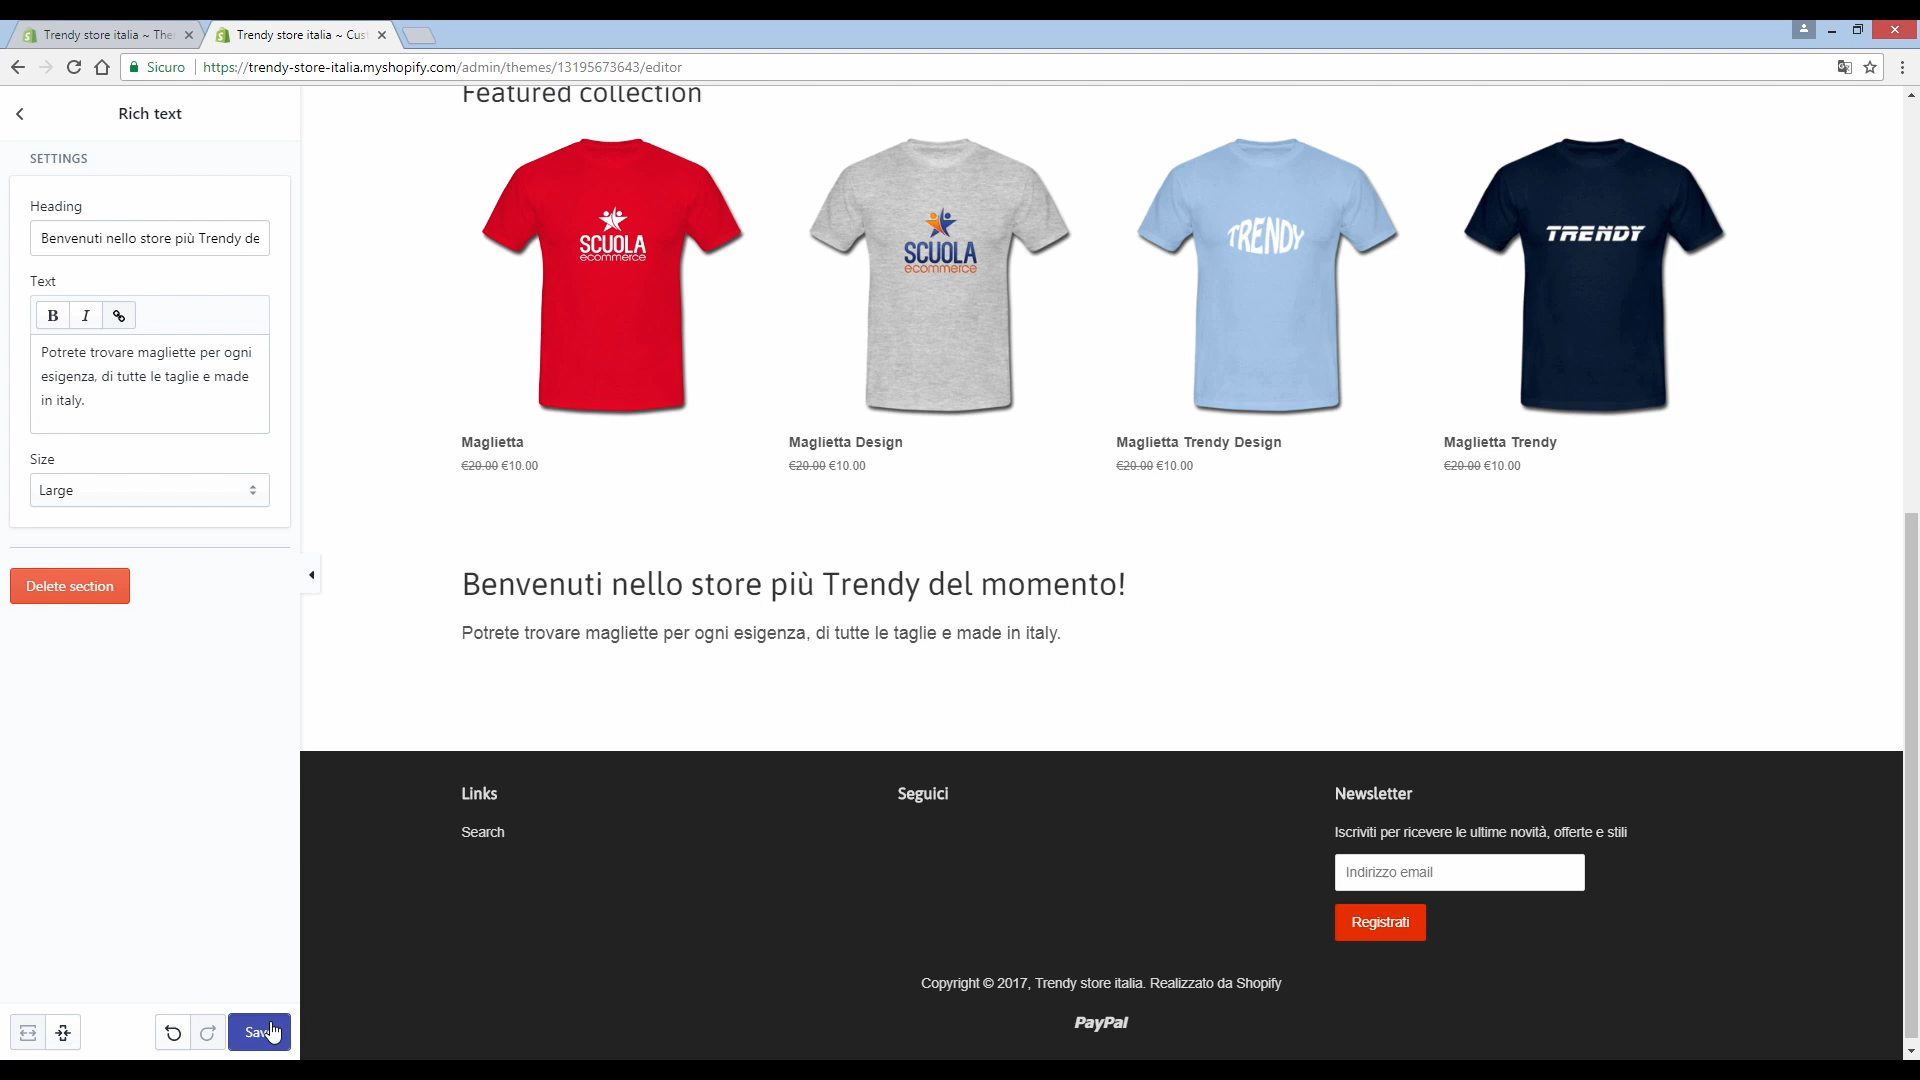 Trendy store italia ~ The
Trendy store italia ~ Cus
Sicuro
https://trendy-store-italia.myshopify.com/admin/themes/13195673643/editor
Rich text
SETTINGS
Heading
Benvenuti nello store più Trendy de
Text
B I
Potrete trovare magliette per ogni
esigenza, di tutte le taglie e made
in italy.
Size
Large
Delete section
Sav
Featured collection
SCUOLA
ecommerce
SCUOLA
ecommerce
TRENDY
TRENDY
Maglietta
€20.00 €10.00
Maglietta Design
€20.00 €10.00
Maglietta Trendy Design
€20.00 €10.00
Maglietta Trendy
€20.00 €10.00
Benvenuti nello store più Trendy del momento!
Potrete trovare magliette per ogni esigenza, di tutte le taglie e made in italy.
Links
Search
Seguici
Newsletter
Iscriviti per ricevere le ultime novità, offerte e stili
Indirizzo email
Registrati
Copyright © 2017, Trendy store italia. Realizzato da Shopify
PayPal